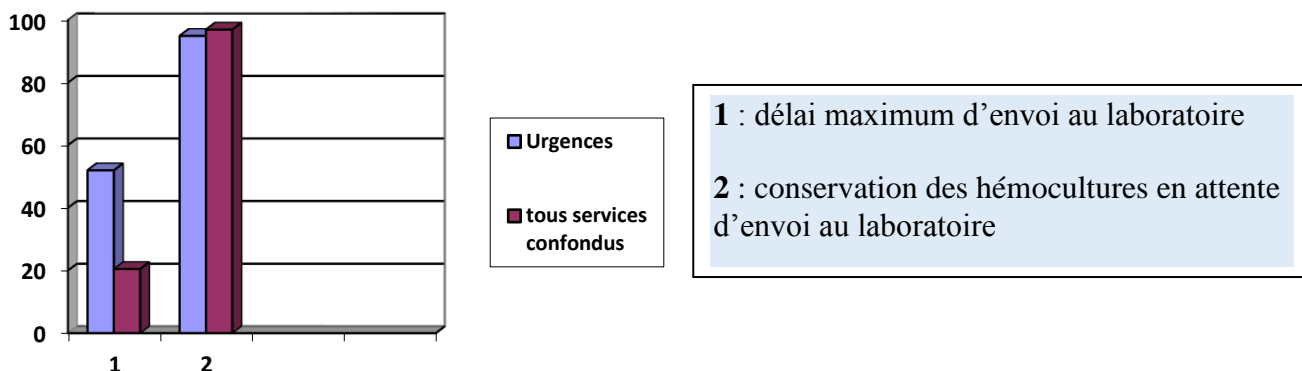 100
80
60
40
20
0
1 2
Urgences
tous services
confondus
1 : délai maximum d’envoi au laboratoire
2 : conservation des hémocultures en attente
d’envoi au laboratoire